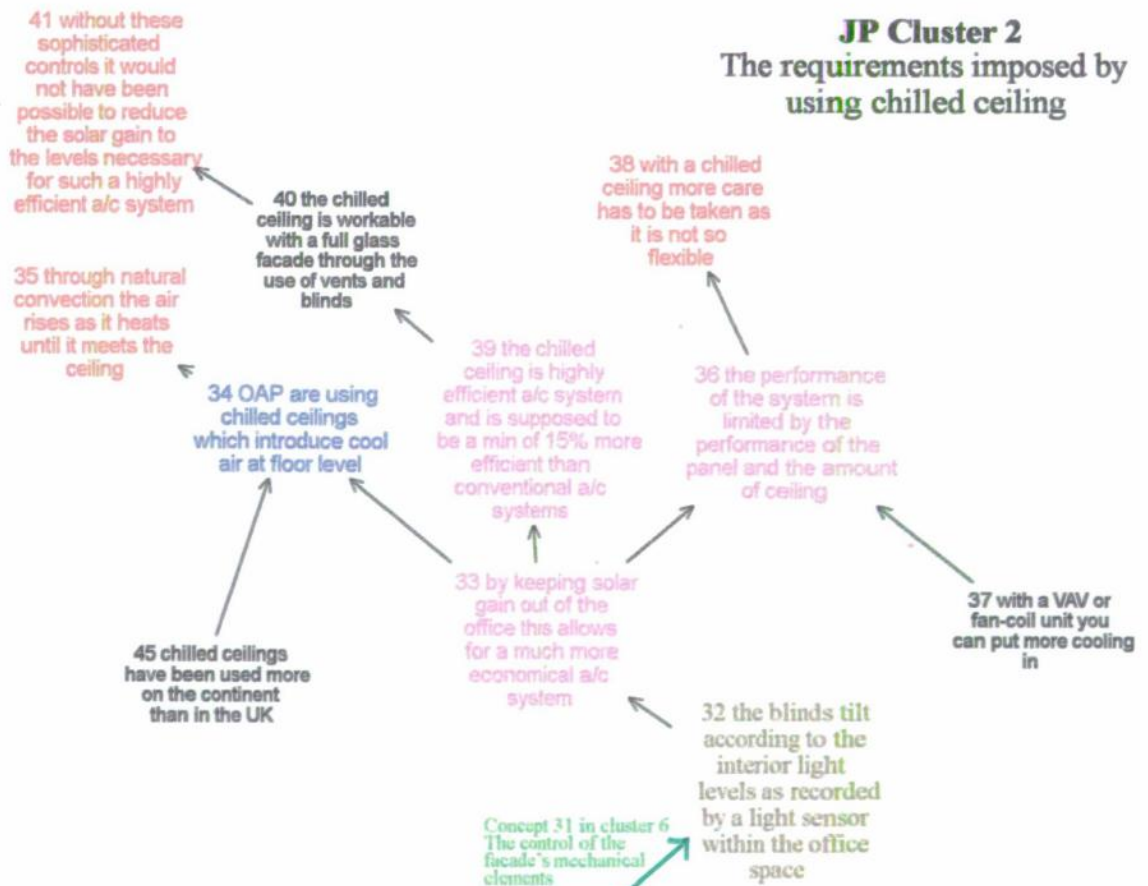 JP Cluster 2
The requirements imposed by
using chilled ceiling
41 without these
sophisticated
controls it would
not have been
possible to reduce
the solar gain to
the levels necessary
for such a highly
efficient a/c system
40 the chilled
ceiling is workable
with a full glass
facade through the
use of vents and
blinds
38 with a chilled
ceiling more care
has to be taken as
it is not so
flexible
35 through natural
convection the air
rises as it heats
until it meets the
ceiling
39 the chilled
ceiling is highly
efficient a/c system
and is supposed to
be a min of 15% more
efficient than
conventional a/c
systems
36 the performance
of the system is
limited by the
performance of the
panel and the amount
of ceiling
34 OAP are using
chilled ceilings
which introduce cool
air at floor level
33 by keeping solar
gain out of the
office this allows
for a much more
economical a/c
system
37 with a VAV or
fan-coil unit you
can put more cooling
in
45 chilled ceilings
have been used more
on the continent
than in the UK
32 the blinds tilt
according to the
interior light
levels as recorded
by a light sensor
within the office
space
Concept 31 in cluster 6
The control of the
facade's mechanical
elements